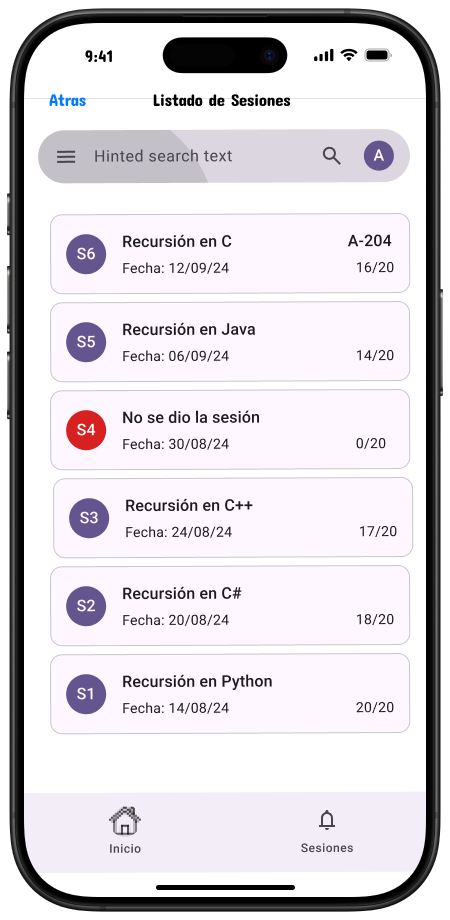 9:41
Atras Listado de Sesiones
Hinted search text A
S6 Recursión en C A-204
Fecha: 12/09/24 16/20
S5 Recursión en Java
Fecha: 06/09/24 14/20
S4 No se dio la sesión
Fecha: 30/08/24 0/20
S3 Recursión en C++
Fecha: 24/08/24 17/20
S2 Recursión en C#
Fecha: 20/08/24 18/20
S1 Recursión en Python
Fecha: 14/08/24 20/20
Inicio Sesiones